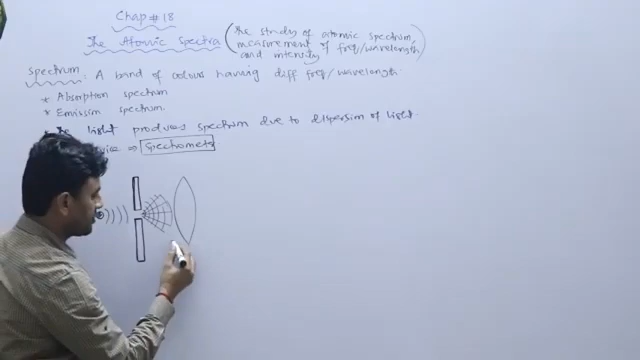 Chap # 18
The Atomic Spectra (The study of atomic spectrum,
measurement of freq/wavelength
and intensity)
Spectrum: A band of colours having diff freq/wavelength.
* Absorption spectrum
* Emission spectrum.
light produces spectrum due to dispersion of light.
⇒ Spectrometer